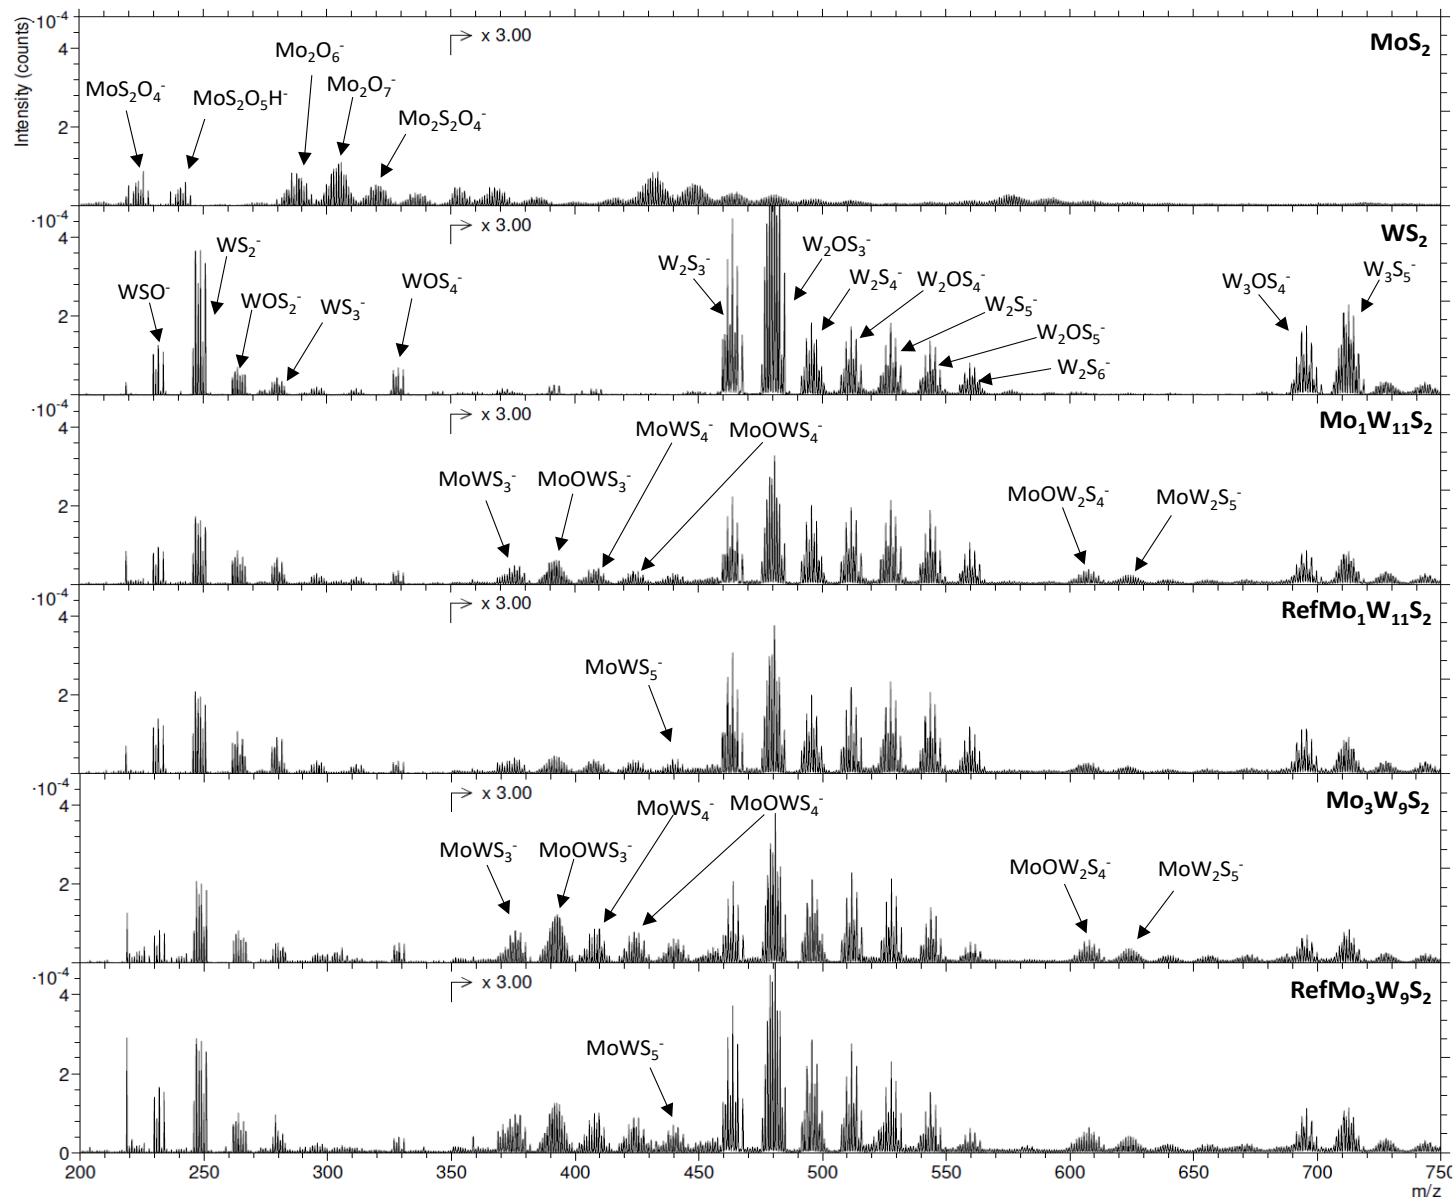 Intensity (counts)
·10⁻⁴
4
2
x 3.00
MoS₂
MoS₂O₄⁻
MoS₂O₅H⁻
Mo₂O₆⁻
Mo₂O₇⁻
Mo₂S₂O₄⁻
·10⁻⁴
4
2
x 3.00
WS₂
WSO⁻
WS₂⁻
WOS₂⁻
WS₃⁻
WOS₄⁻
W₂S₃⁻
W₂OS₃⁻
W₂S₄⁻
W₂OS₄⁻
W₂S₅⁻
W₂OS₅⁻
W₂S₆⁻
W₃OS₄⁻
W₃S₅⁻
·10⁻⁴
4
2
x 3.00
Mo₁W₁₁S₂
MoWS₃⁻
MoOWS₃⁻
MoWS₄⁻
MoOWS₄⁻
MoOW₂S₄⁻
MoW₂S₅⁻
·10⁻⁴
4
2
x 3.00
RefMo₁W₁₁S₂
MoWS₅⁻
·10⁻⁴
4
2
x 3.00
Mo₃W₉S₂
MoWS₃⁻
MoOWS₃⁻
MoWS₄⁻
MoOWS₄⁻
MoOW₂S₄⁻
MoW₂S₅⁻
·10⁻⁴
4
2
0
x 3.00
RefMo₃W₉S₂
MoWS₅⁻
200 250 300 350 400 450 500 550 600 650 700 750
m/z